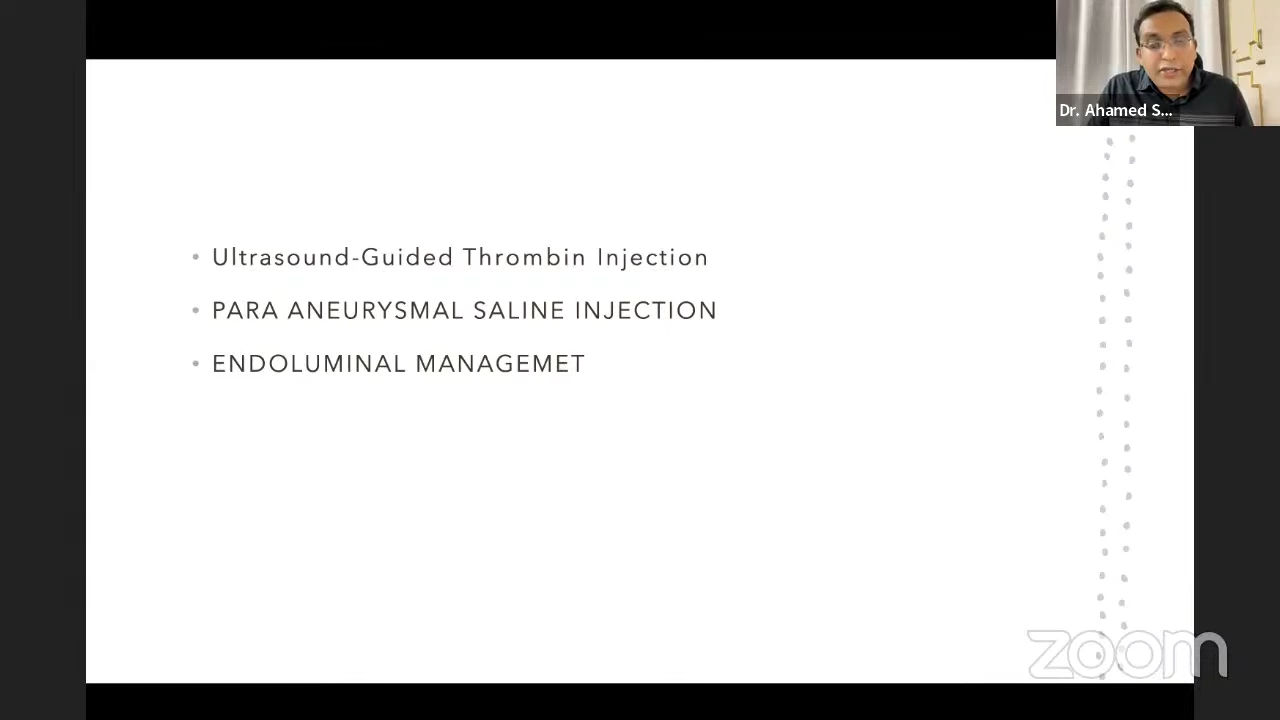 Dr. Ahamed S...
• Ultrasound-Guided Thrombin Injection
• PARA ANEURYSMAL SALINE INJECTION
• ENDOLUMINAL MANAGEMET
zoom